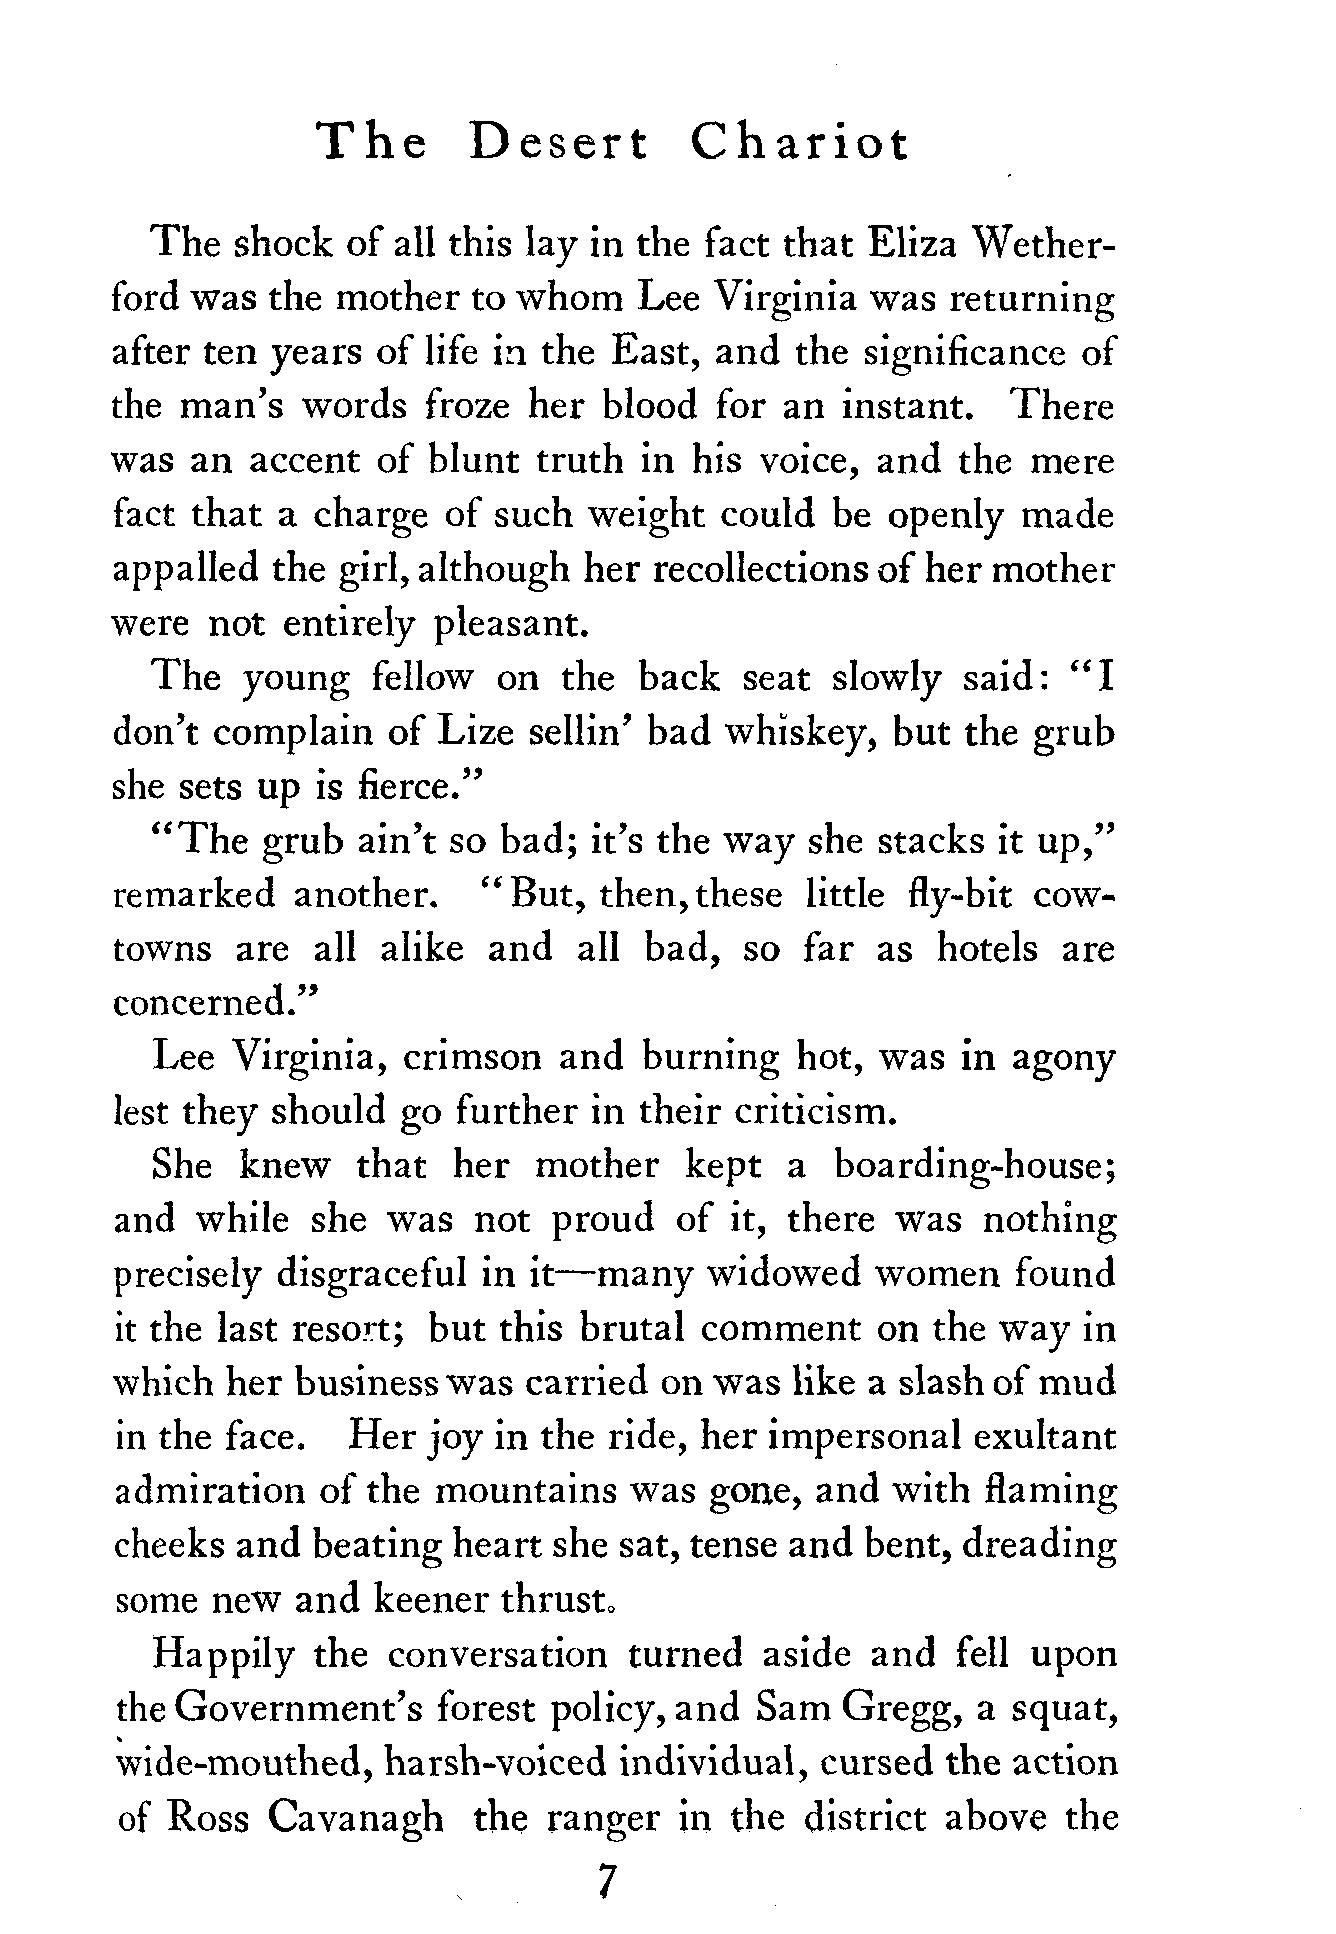 The Desert Chariot
The shock of all this lay in the fact that Eliza Wether-
ford was the mother to whom Lee Virginia was returning
after ten years of life in the East, and the significance of
the man's words froze her blood for an instant. There
was an accent of blunt truth in his voice, and the mere
fact that a charge of such weight could be openly made
appalled the girl, although her recollections of her mother
were not entirely pleasant.
The young fellow on the back seat slowly said: "I
don't complain of Lize sellin' bad whiskey, but the grub
she sets up is fierce."
"The grub ain't so bad; it's the way she stacks it up,"
remarked another. "But, then, these little fly-bit cow-
towns are all alike and all bad, so far as hotels are
concerned."
Lee Virginia, crimson and burning hot, was in agony
lest they should go further in their criticism.
She knew that her mother kept a boarding-house;
and while she was not proud of it, there was nothing
precisely disgraceful in it—many widowed women found
it the last resort; but this brutal comment on the way in
which her business was carried on was like a slash of mud
in the face. Her joy in the ride, her impersonal exultant
admiration of the mountains was gone, and with flaming
cheeks and beating heart she sat, tense and bent, dreading
some new and keener thrust.
Happily the conversation turned aside and fell upon
the Government's forest policy, and Sam Gregg, a squat,
wide-mouthed, harsh-voiced individual, cursed the action
of Ross Cavanagh the ranger in the district above the
7